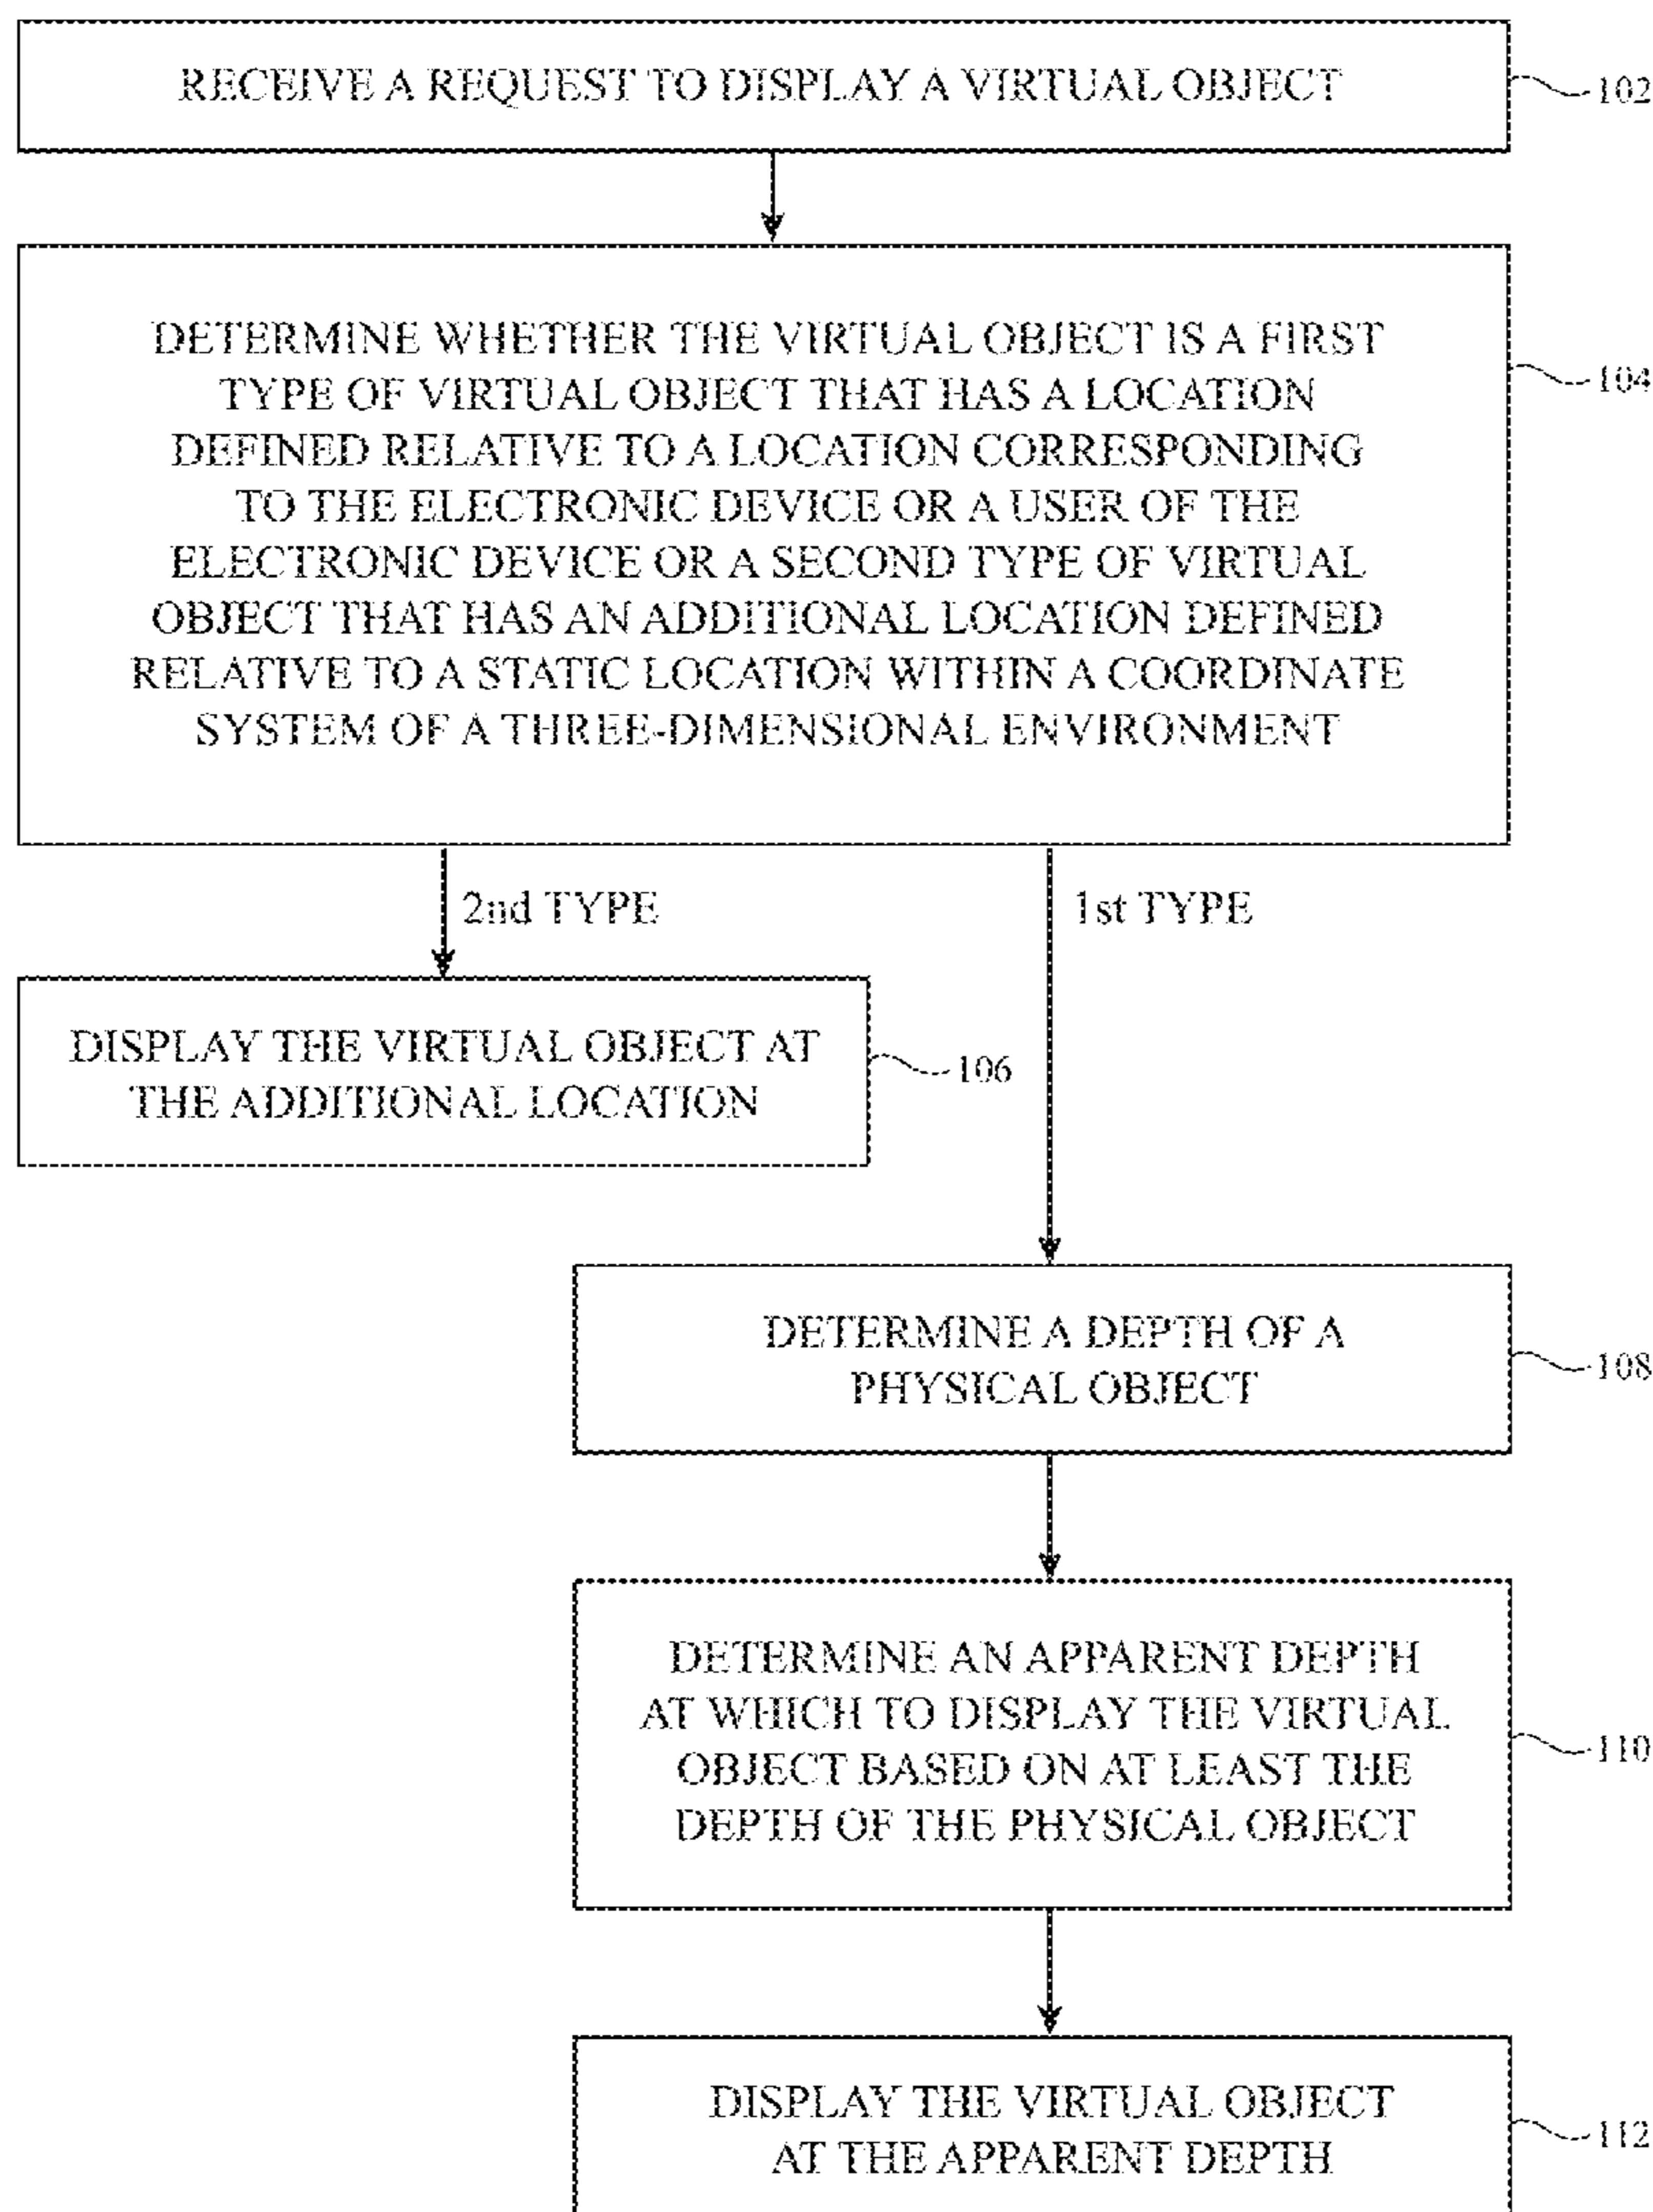 RECEIVE A REQUEST TO DISPLAY A VIRTUAL OBJECT
102
DETERMINE WHETHER THE VIRTUAL OBJECT IS A FIRST
TYPE OF VIRTUAL OBJECT THAT HAS A LOCATION
DEFINED RELATIVE TO A LOCATION CORRESPONDING
TO THE ELECTRONIC DEVICE OR A USER OF THE
ELECTRONIC DEVICE OR A SECOND TYPE OF VIRTUAL
OBJECT THAT HAS AN ADDITIONAL LOCATION DEFINED
RELATIVE TO A STATIC LOCATION WITHIN A COORDINATE
SYSTEM OF A THREE-DIMENSIONAL ENVIRONMENT
104
2nd TYPE
1st TYPE
DISPLAY THE VIRTUAL OBJECT AT
THE ADDITIONAL LOCATION
106
DETERMINE A DEPTH OF A
PHYSICAL OBJECT
108
DETERMINE AN APPARENT DEPTH
AT WHICH TO DISPLAY THE VIRTUAL
OBJECT BASED ON AT LEAST THE
DEPTH OF THE PHYSICAL OBJECT
110
DISPLAY THE VIRTUAL OBJECT
AT THE APPARENT DEPTH
112